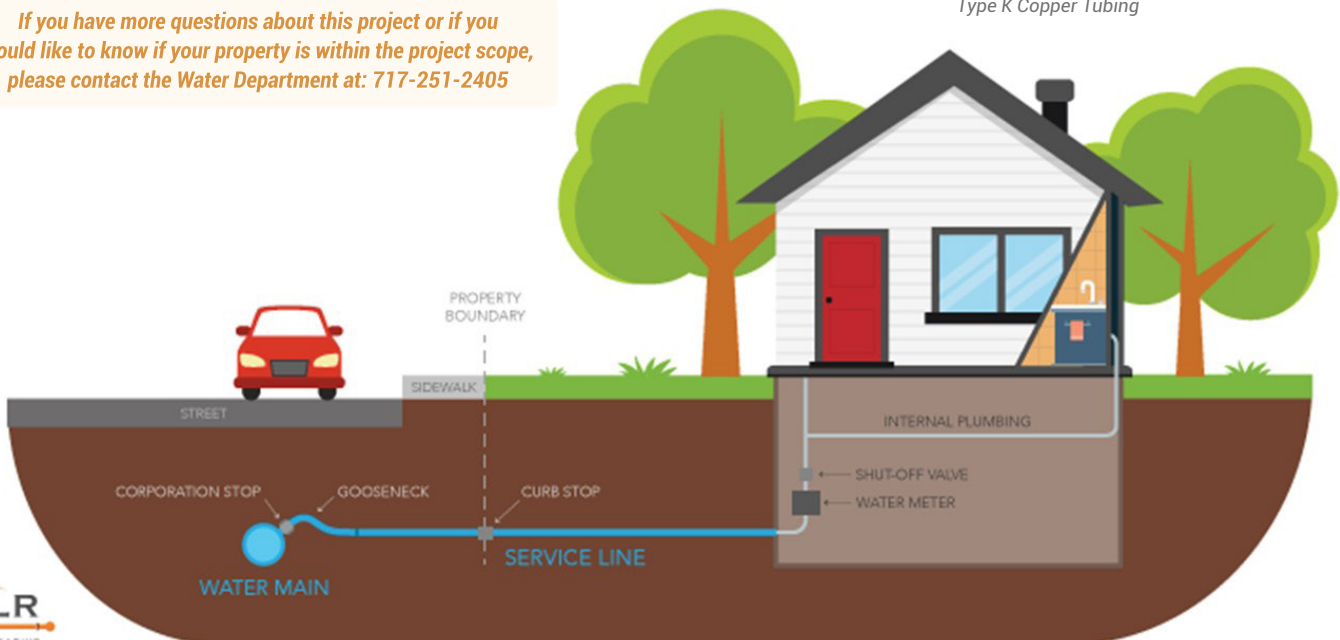 If you have more questions about this project or if you
ould like to know if your property is within the project scope,
please contact the Water Department at: 717-251-2405
Type K Copper Tubing
PROPERTY
BOUNDARY
SIDEWALK
STREET
INTERNAL PLUMBING
SHUT-OFF VALVE
WATER METER
CORPORATION STOP
GOOSENECK
CURB STOP
SERVICE LINE
WATER MAIN
LR